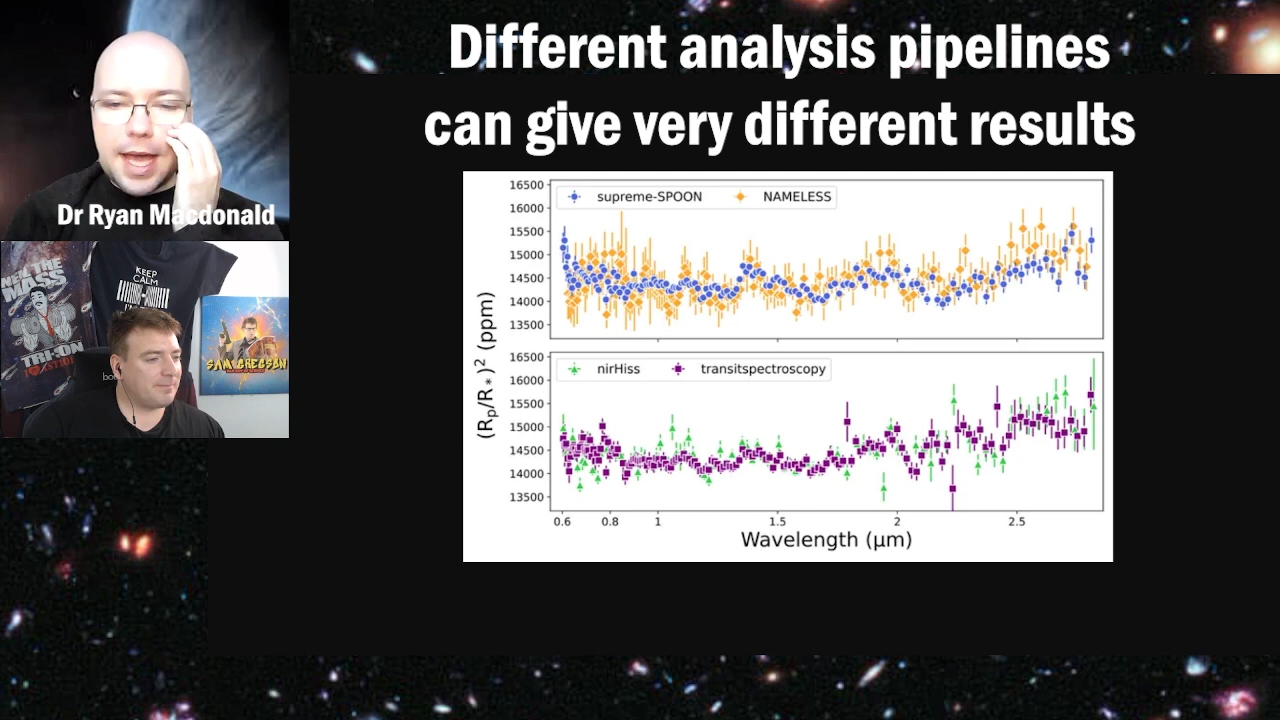 Different analysis pipelines
can give very different results
Dr Ryan Macdonald
KEEP
CALM
TRI-ON
SAM GREGSON
16500
16000
15500
15000
14500
14000
13500
supreme-SPOON
NAMELESS
(Rp/R*)² (ppm)
16500
16000
15500
15000
14500
14000
13500
nirHiss
transitspectroscopy
0.6 0.8 1 1.5 2 2.5
Wavelength (μm)